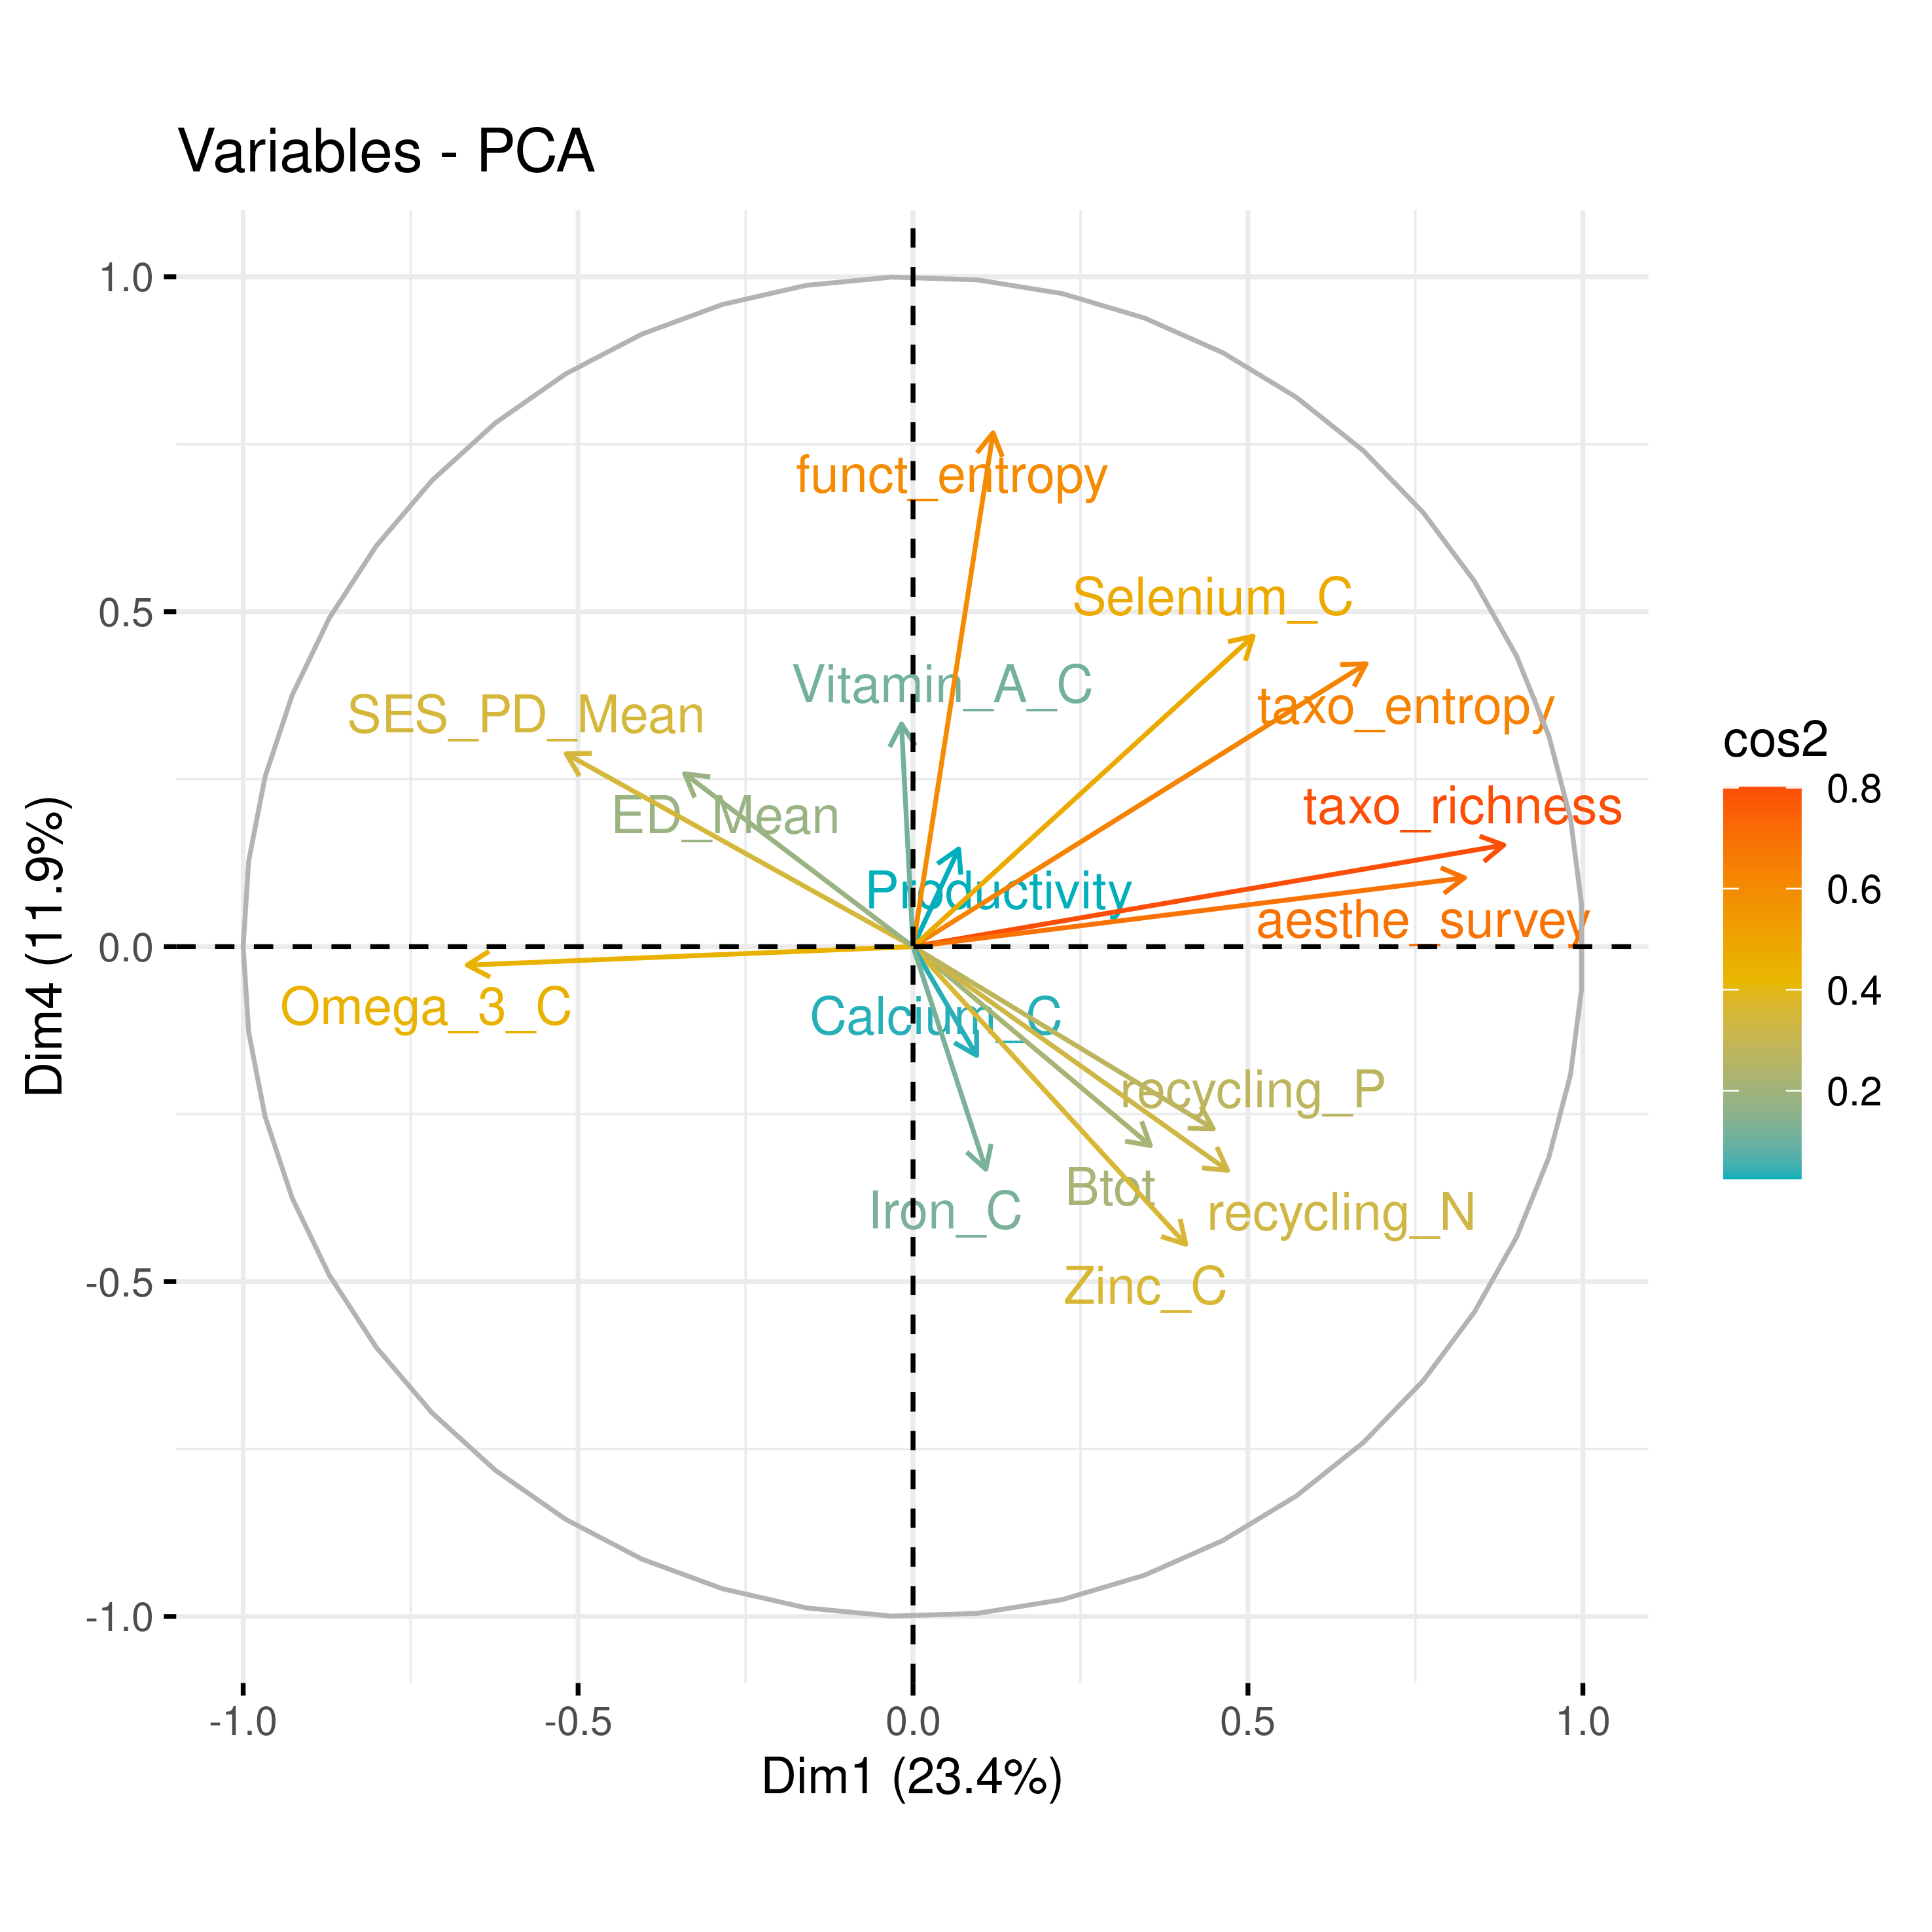 Variables - PCA
1.0
0.5
0.0
-0.5
-1.0
Dim4 (11.9%)
funct_entropy
Selenium_C
Vitamin_A_C
taxo_entropy
SES_PD_Mean
ED_Mean
taxo_richness
Productivity
aesthe_survey
Omega_3_C
Calcium_C
recycling_P
Btot
Iron_C
recycling_N
Zinc_C
-1.0
-0.5
0.0
0.5
1.0
Dim1 (23.4%)
cos2
0.8
0.6
0.4
0.2